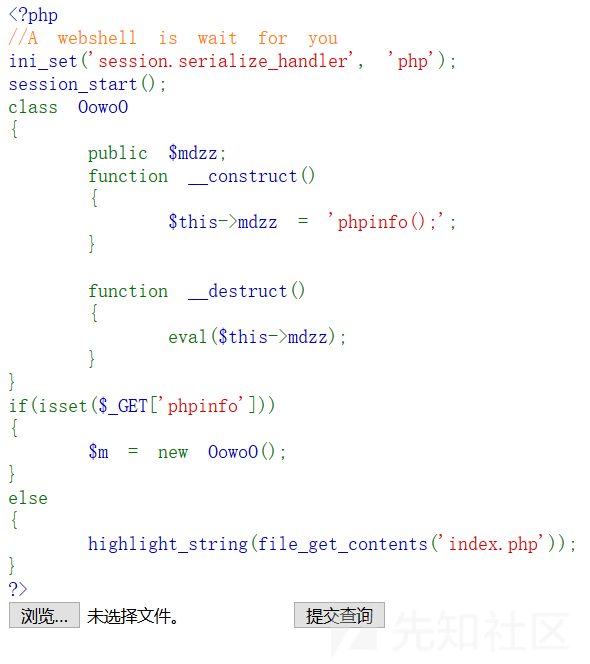 <?php
//A webshell is wait for you
ini_set('session.serialize_handler', 'php');
session_start();
class OowoO
{
public $mdzz;
function __construct()
{
$this->mdzz = 'phpinfo();';
}
function __destruct()
{
eval($this->mdzz);
}
}
if(isset($_GET['phpinfo']))
{
$m = new OowoO();
}
else
{
highlight_string(file_get_contents('index.php'));
}
?>
浏览... 未选择文件。 提交查询
先知社区